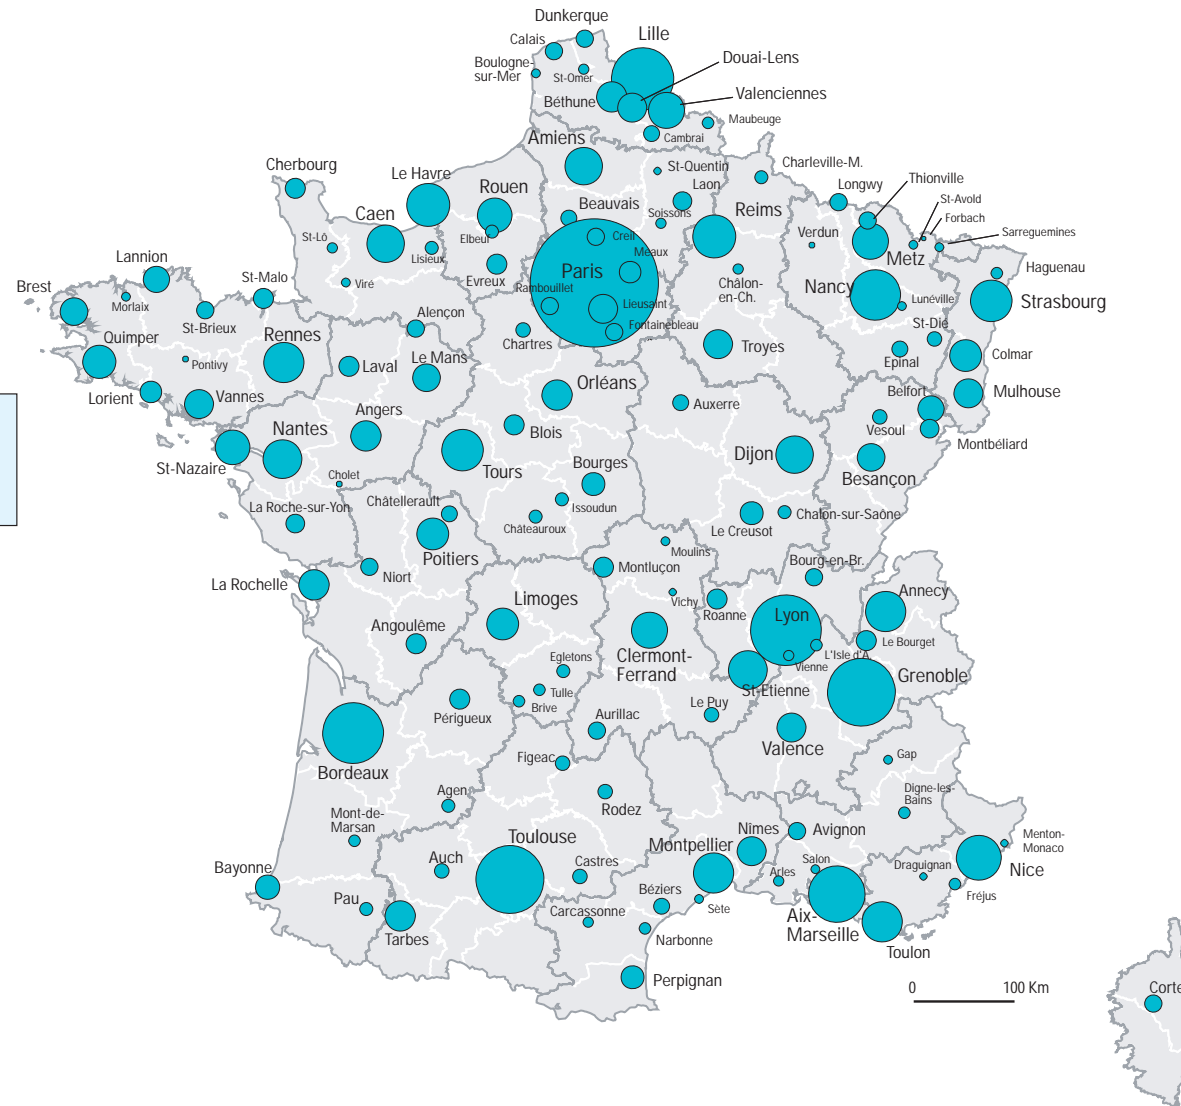 Dunkerque
Lille
Calais
Douai-Lens
Boulogne-
sur-Mer
St-Omer
Béthune
Valenciennes
Maubeuge
Cambrai
Amiens
Cherbourg
Le Havre
Rouen
St-Quentin
Laon
Charleville-M.
Longwy
Thionville
St-Avold
Forbach
Sarreguemines
Caen
Beauvais
Soissons
Reims
Verdun
St-Lô
Elbeuf
Creil
Lisieux
Meaux
Metz
Haguenau
Lannion
St-Malo
Viré
Evreux
Paris
Rambouillet
Lieusaint
Fontainebleau
Châlon-
en-Ch.
Nancy
Lunéville
Strasbourg
Brest
Morlaix
St-Brieux
Alençon
Chartres
St-Dié
Quimper
Rennes
Pontivy
Laval
Le Mans
Troyes
Epinal
Colmar
Lorient
Vannes
Orléans
Auxerre
Belfort
Mulhouse
Angers
Nantes
Blois
Vesoul
Montbéliard
St-Nazaire
Tours
Dijon
Besançon
Cholet
Bourges
Issoudun
La Roche-sur-Yon
Châtellerault
Châteauroux
Le Creusot
Chalon-sur-Saône
Poitiers
Moulins
Niort
Montluçon
Bourg-en-Br.
La Rochelle
Limoges
Vichy
Roanne
Lyon
Annecy
Angoulême
Le Bourget
L'Isle d'A.
Vienne
Clermont-
Ferrand
Egletons
Tulle
Brive
St-Etienne
Grenoble
Périgueux
Aurillac
Le Puy
Valence
Bordeaux
Figeac
Gap
Agen
Rodez
Digne-les-
Bains
Mont-de-
Marsan
Toulouse
Montpellier
Nîmes
Avignon
Menton-
Monaco
Bayonne
Auch
Castres
Salon
Arles
Draguignan
Nice
Pau
Béziers
Sète
Fréjus
Carcassonne
Aix-
Marseille
Tarbes
Narbonne
Toulon
Perpignan
0 100 Km
Corte